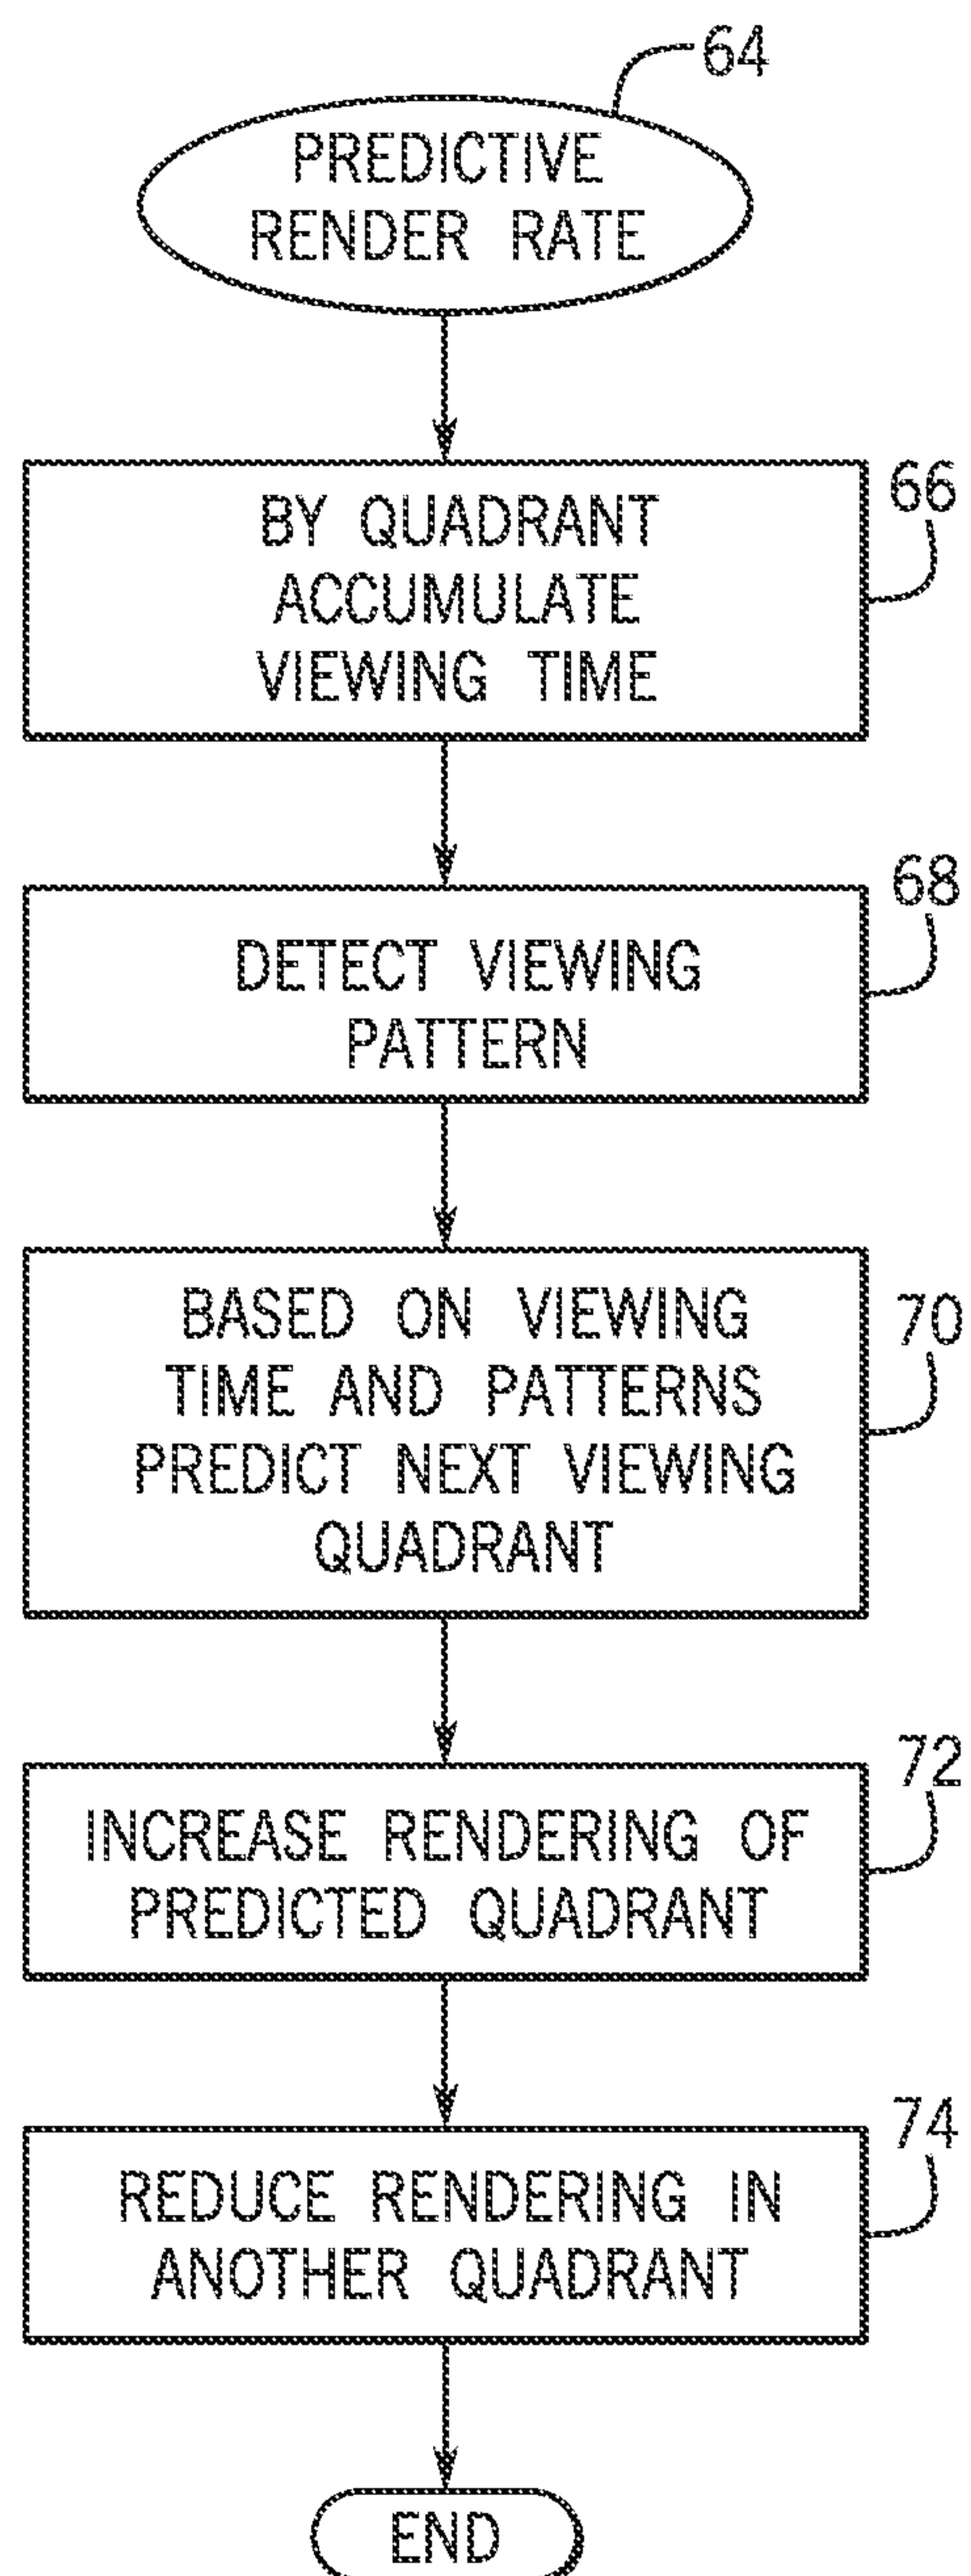 64
PREDICTIVE
RENDER RATE
66
BY QUADRANT
ACCUMULATE
VIEWING TIME
68
DETECT VIEWING
PATTERN
70
BASED ON VIEWING
TIME AND PATTERNS
PREDICT NEXT VIEWING
QUADRANT
72
INCREASE RENDERING OF
PREDICTED QUADRANT
74
REDUCE RENDERING IN
ANOTHER QUADRANT
END